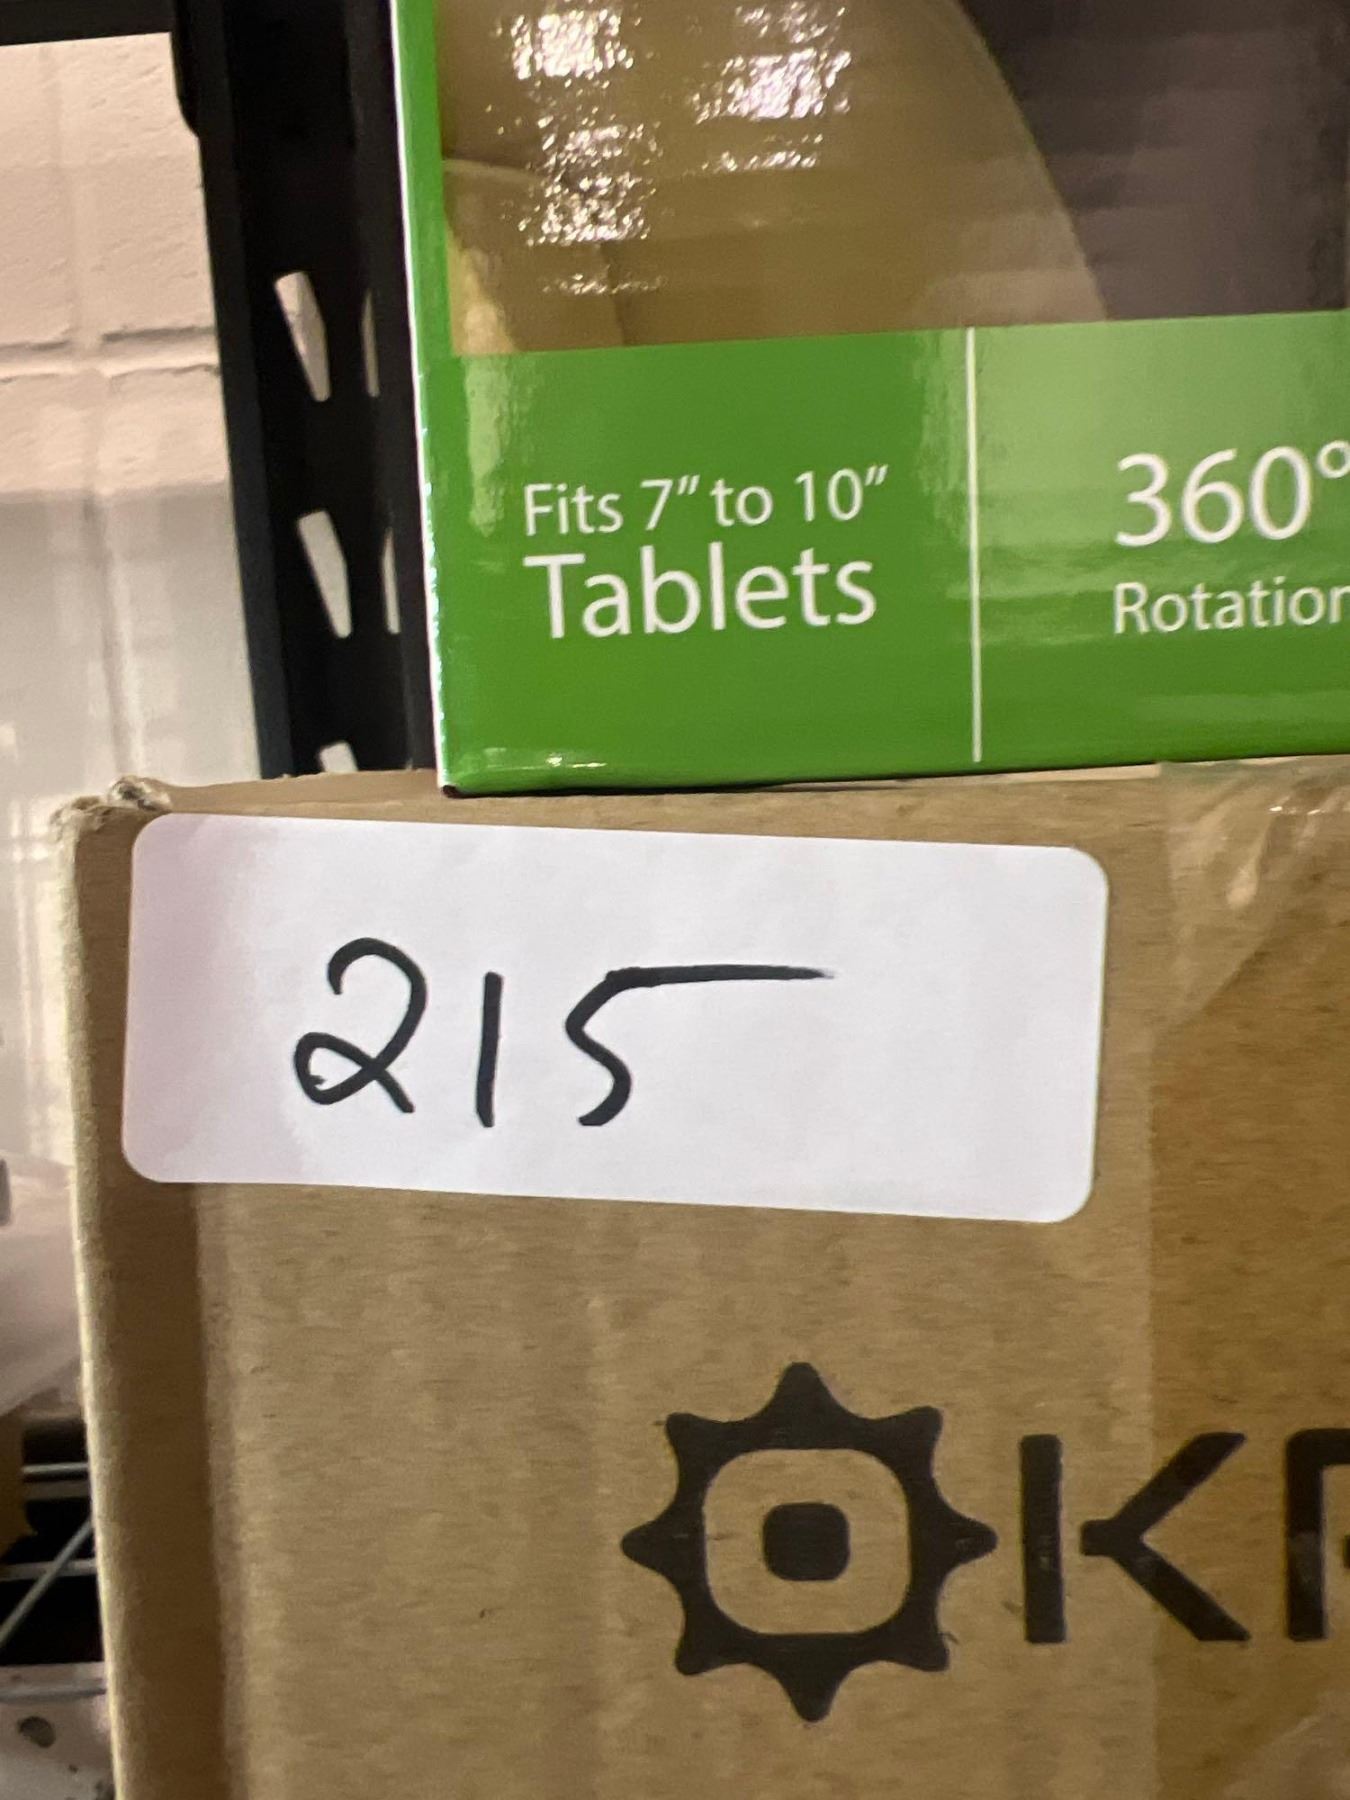 Fits 7" to 10"
Tablets
360°
Rotation
215